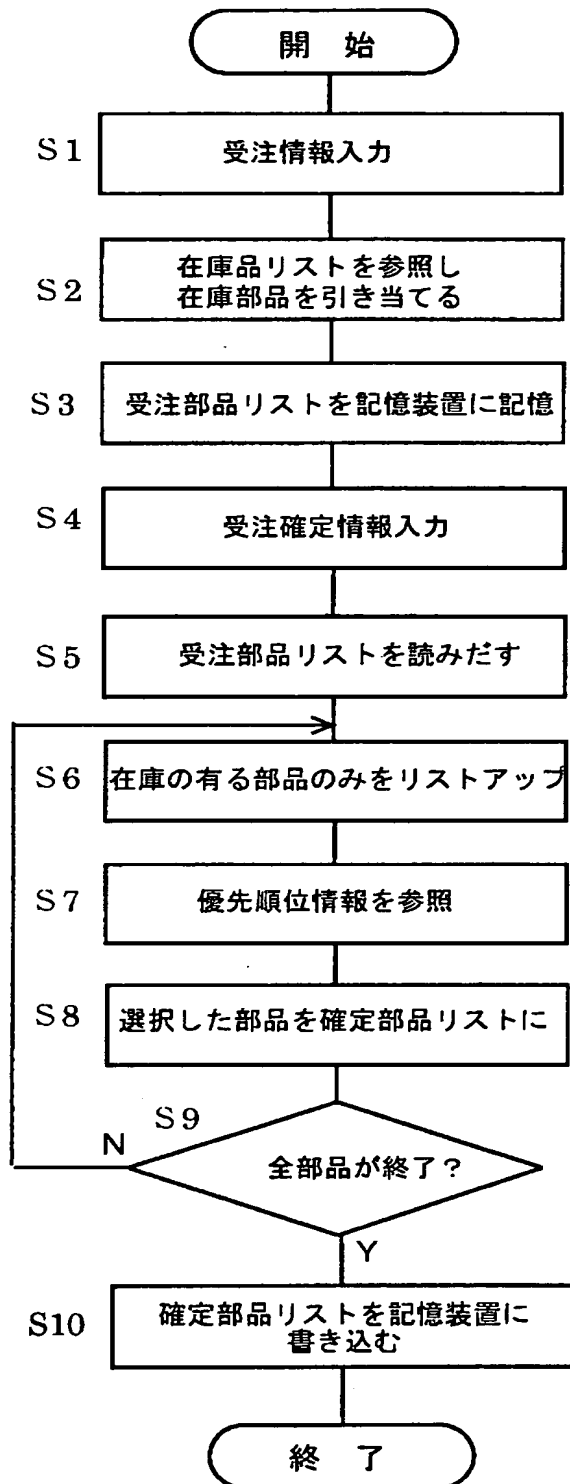 開 始
S1
受注情報入力
S2
在庫品リストを参照し
在庫部品を引き当てる
S3
受注部品リストを記憶装置に記憶
S4
受注確定情報入力
S5
受注部品リストを読みだす
S6
在庫の有る部品のみをリストアップ
S7
優先順位情報を参照
S8
選択した部品を確定部品リストに
S9
N
全部品が終了?
Y
S10
確定部品リストを記憶装置に
書き込む
終 了